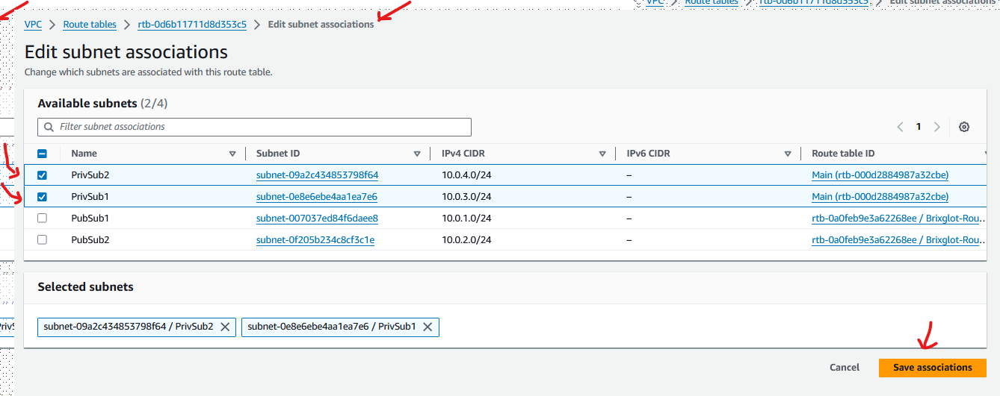 VPC > Route tables > rtb-0d6b11711d8d353c5 > Edit subnet associations
VPC > Route tables > rtb-0d6b11711d8d353c5 > Edit subnet associations
Edit subnet associations
Change which subnets are associated with this route table.
Available subnets (2/4)
Filter subnet associations
1
Name Subnet ID IPv4 CIDR IPv6 CIDR Route table ID
PrivSub2 subnet-09a2c434853798f64 10.0.4.0/24 – Main (rtb-000d2884987a32cbe)
PrivSub1 subnet-0e8e6ebe4aa1ea7e6 10.0.3.0/24 – Main (rtb-000d2884987a32cbe)
PubSub1 subnet-007037ed84f6daee8 10.0.1.0/24 – rtb-0a0feb9e3a62268ee / Brixglot-Rou…
PubSub2 subnet-0f205b234c8cf3c1e 10.0.2.0/24 – rtb-0a0feb9e3a62268ee / Brixglot-Rou…
Selected subnets
subnet-09a2c434853798f64 / PrivSub2 subnet-0e8e6ebe4aa1ea7e6 / PrivSub1
Cancel Save associations